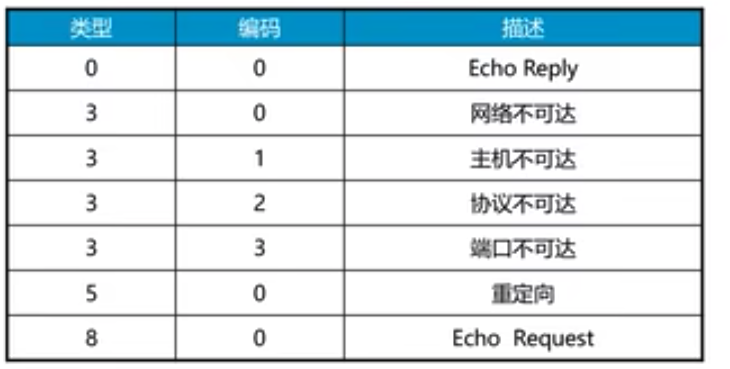 类型 编码 描述
0 0 Echo Reply
3 0 网络不可达
3 1 主机不可达
3 2 协议不可达
3 3 端口不可达
5 0 重定向
8 0 Echo Request